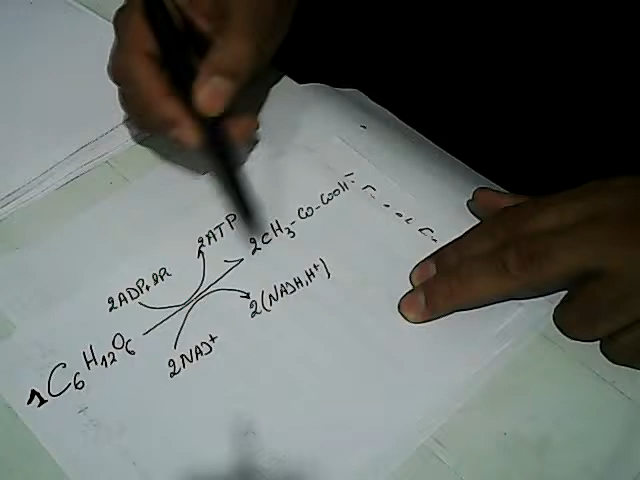 2ATP
2CH3-CO-COOH
2ADP+2Pi
2(NADH,H+)
1C6H12O6
2NAD+